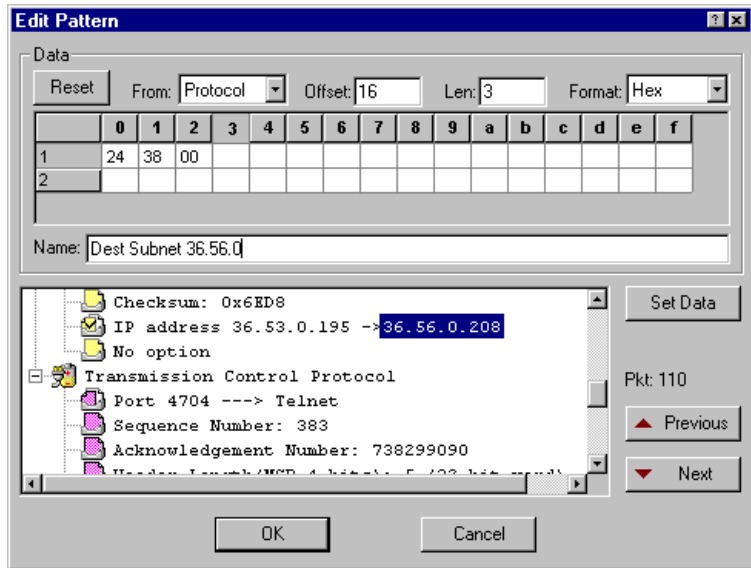 Edit Pattern
Data
Reset From: Protocol Offset: 16 Len: 3 Format: Hex
0 1 2 3 4 5 6 7 8 9 a b c d e f
1 24 38 00
2
Name: Dest Subnet 36.56.0
Checksum: 0x6ED8
IP address 36.53.0.195 ->36.56.0.208
No option
Transmission Control Protocol
Port 4704 ---> Telnet
Sequence Number: 383
Acknowledgement Number: 738299090
Set Data
Pkt: 110
Previous
Next
OK Cancel